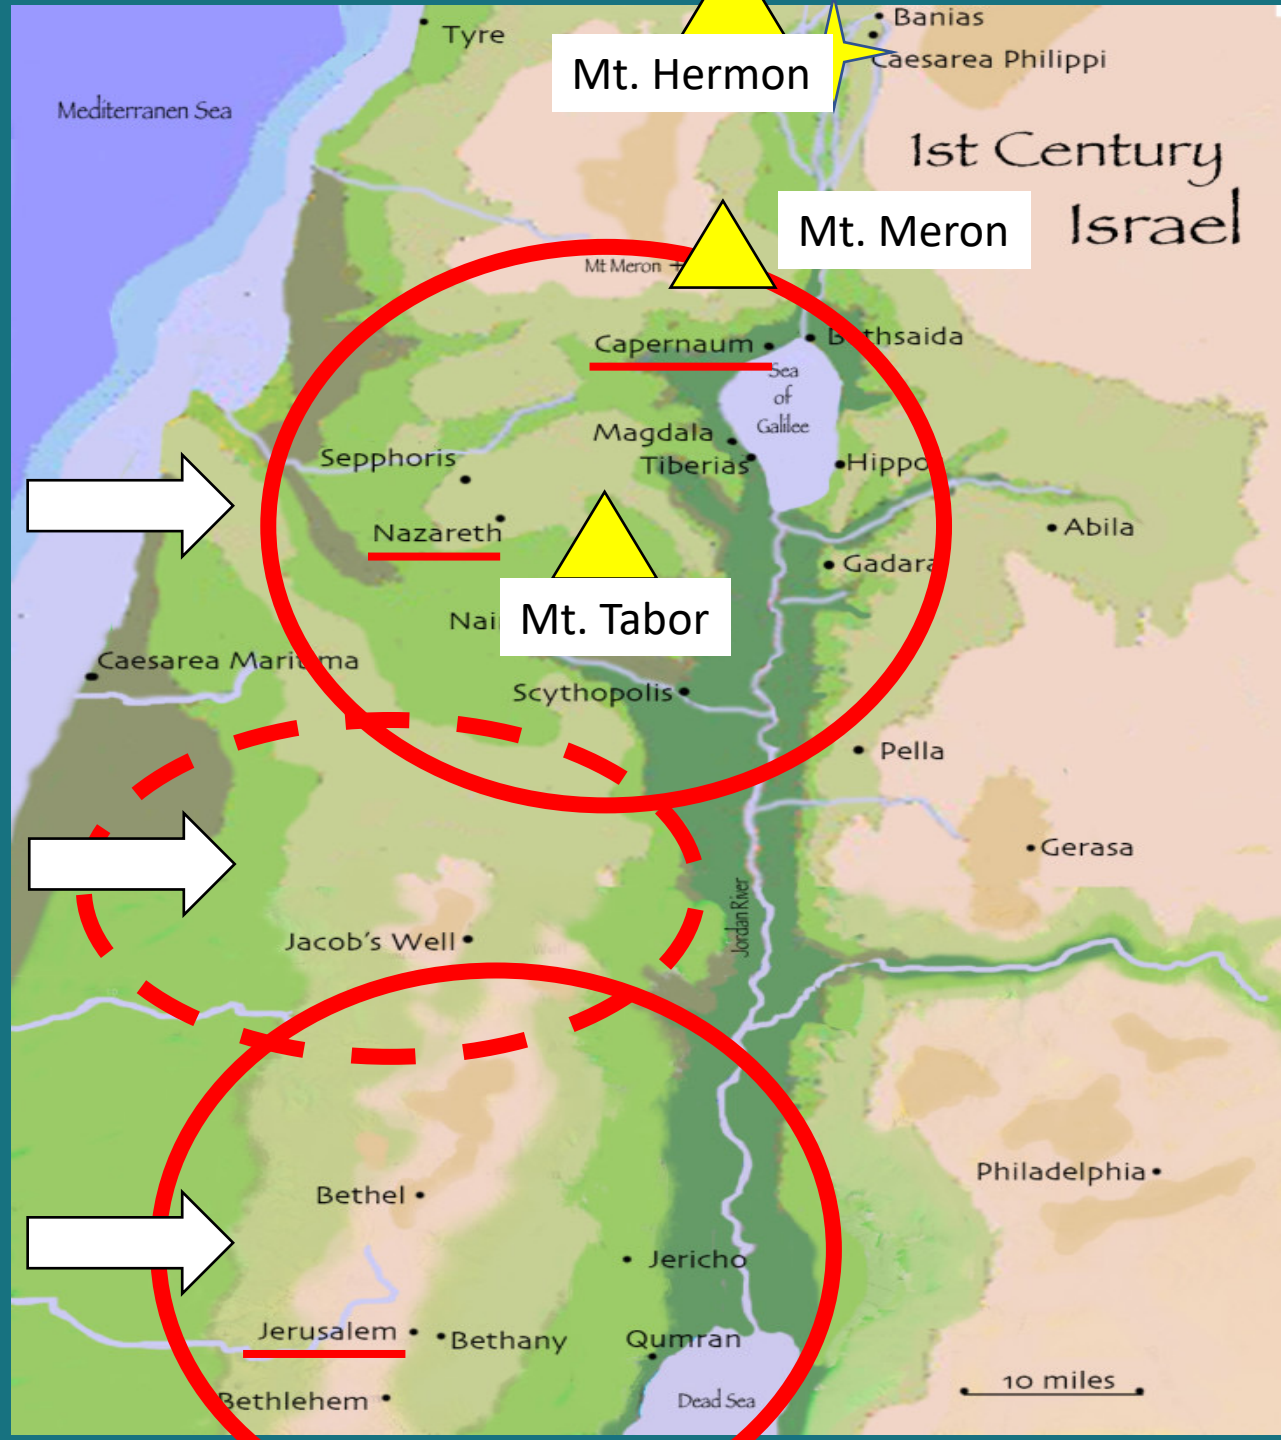 Tyre
Banias
Caesarea Philippi
Mt. Hermon
Mediterranen Sea
1st Century
Israel
Mt. Meron
Mt Meron
Capernaum
Bethsaida
Sea
of
Galilee
Magdala
Tiberias
Hippo
Sepphoris
Nazareth
Abila
Gadara
Nai
Mt. Tabor
Caesarea Maritima
Scythopolis
Pella
Gerasa
Jordan River
Jacob's Well
Bethel
Philadelphia
Jericho
Jerusalem
Bethany
Qumran
Bethlehem
Dead Sea
10 miles